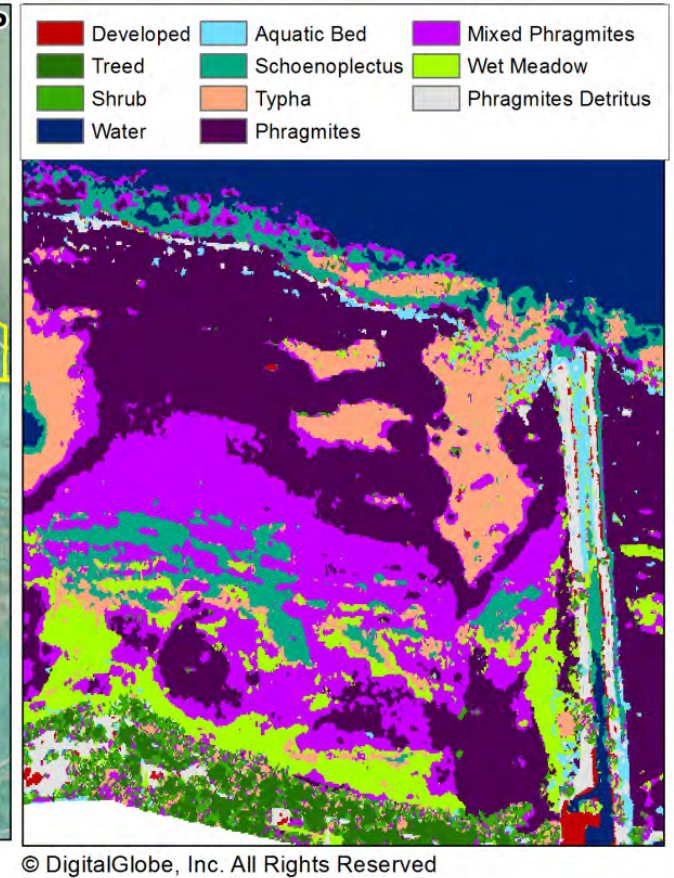 Developed Aquatic Bed Mixed Phragmites
Treed Schoenoplectus Wet Meadow
Shrub Typha Phragmites Detritus
Water Phragmites
© DigitalGlobe, Inc. All Rights Reserved